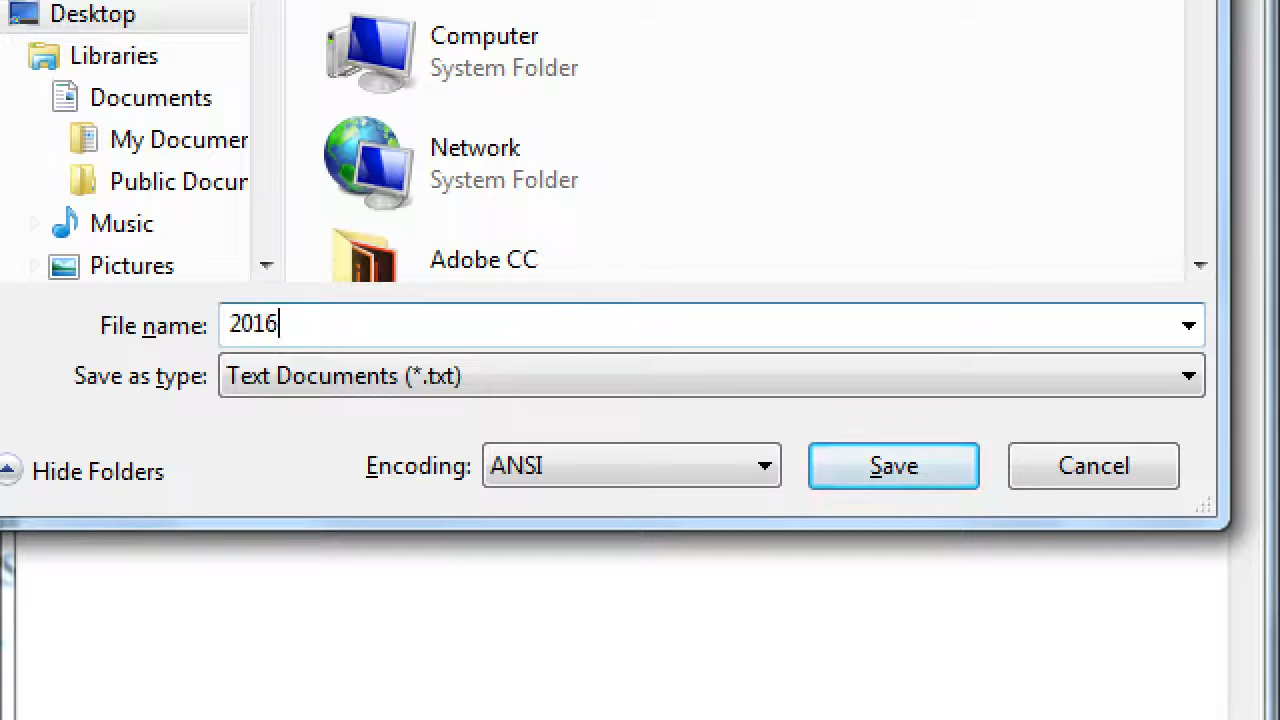 Desktop
Libraries
Documents
My Documen
Public Docur
Music
Pictures
Computer
System Folder
Network
System Folder
Adobe CC
File name: 2016
Save as type: Text Documents (*.txt)
Hide Folders
Encoding: ANSI
Save
Cancel